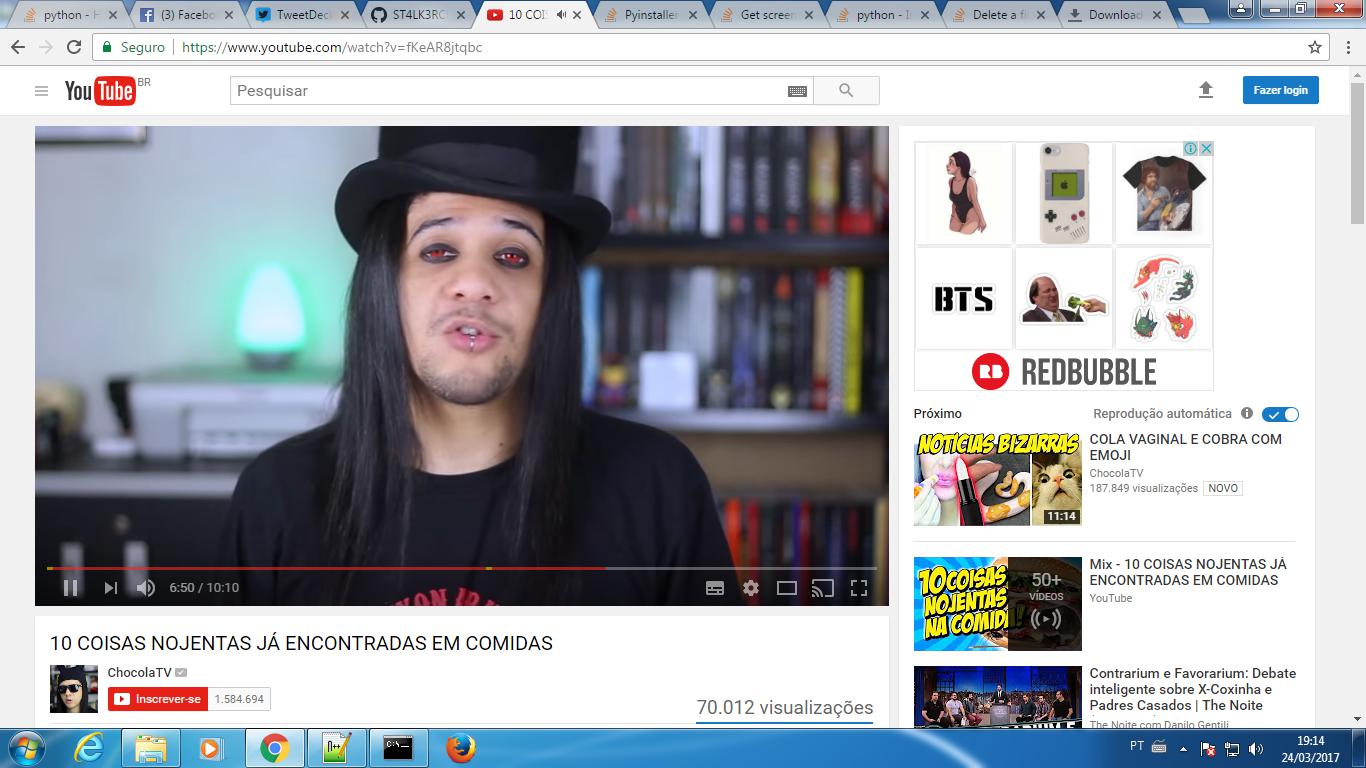 python - H
(3) Facebo
TweetDec
ST4LK3RC
10 COI
Pyinstaller
Get screen
python - I
Delete a fi
Download
Seguro
https://www.youtube.com/watch?v=fKeAR8jtqbc
YouTube BR
Pesquisar
Fazer login
6:50 / 10:10
10 COISAS NOJENTAS JÁ ENCONTRADAS EM COMIDAS
ChocolaTV
Inscrever-se 1.584.694
70.012 visualizações
BTS
RB REDBUBBLE
Próximo
Reprodução automática
NOTÍCIAS BIZARRAS
11:14
COLA VAGINAL E COBRA COM
EMOJI
ChocolaTV
187.849 visualizações NOVO
10 COISAS
NOJENTAS
NA COMID
50+
VÍDEOS
Mix - 10 COISAS NOJENTAS JÁ
ENCONTRADAS EM COMIDAS
YouTube
Contrarium e Favorarium: Debate
inteligente sobre X-Coxinha e
Padres Casados | The Noite
The Noite com Danilo Gentili
PT
19:14
24/03/2017